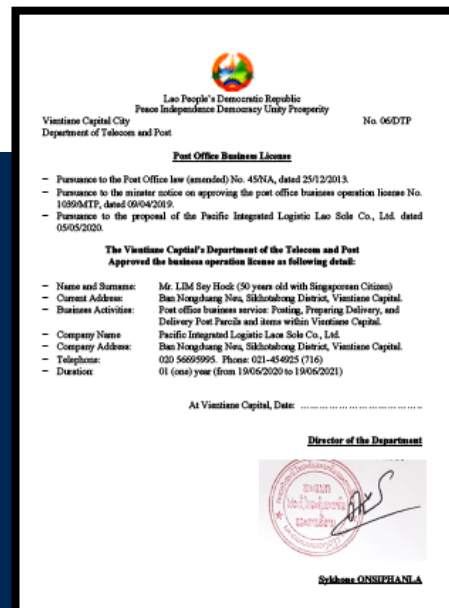 Lao People's Democratic Republic
Peace Independence Democracy Unity Prosperity
Vientiane Capital City No. 06/DTP
Department of Telecom and Post
Post Office Business License
− Pursuance to the Post Office law (amended) No. 45/NA, dated 25/12/2013.
− Pursuance to the minster notice on approving the post office business operation license No.
1039/MTP, dated 09/04/2019.
− Pursuance to the proposal of the Pacific Integrated Logistic Lao Sole Co., Ltd. dated
05/05/2020.
The Vientiane Captial's Department of the Telecom and Post
Approved the business operation license as following detail:
− Name and Surname: Mr. LIM Sey Hock (50 years old with Singaporean Citizen)
− Current Address: Ban Nongduang Neu, Sikhotabong District, Vientiane Capital.
− Business Activities: Post office business service: Posting, Preparing Delivery, and
Delivery Post Parcils and items within Vientiane Capital.
− Company Name Pacific Integrated Logistic Laos Sole Co., Ltd.
− Company Address: Ban Nongduang Neu, Sikhotabong District, Vientiane Capital.
− Telephone: 020 56695995. Phone: 021-454925 (716)
− Duration: 01 (one) year (from 19/06/2020 to 19/06/2021)
At Vientiane Capital, Date: ........................................
Director of the Department
Sykhone ONSIPHANLA